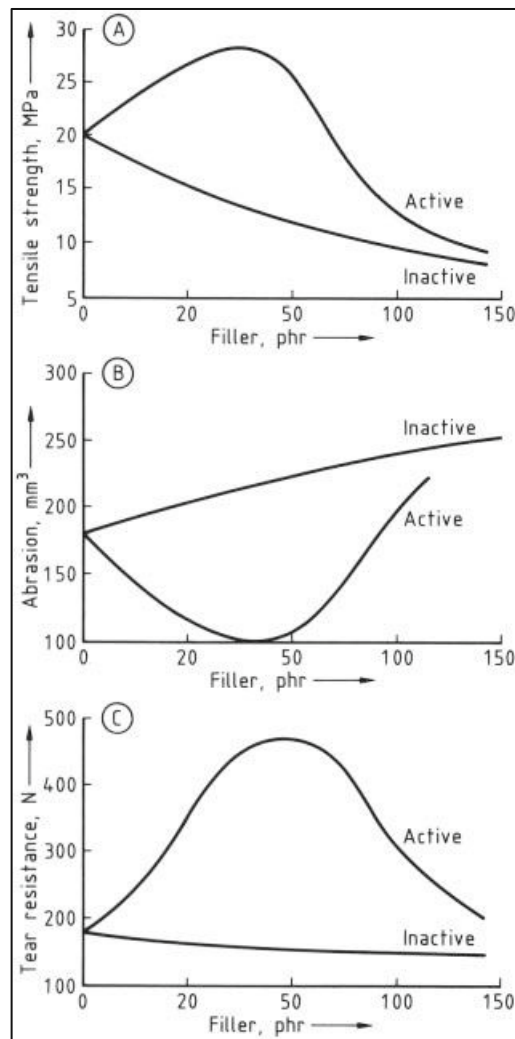 A
Tensile strength, MPa
30
25
20
15
10
5
Active
Inactive
0 20 50 100 150
Filler, phr
B
Abrasion, mm³
300
250
200
150
100
Inactive
Active
0 20 50 100 150
Filler, phr
C
Tear resistance, N
500
400
300
200
100
Active
Inactive
0 20 50 100 150
Filler, phr